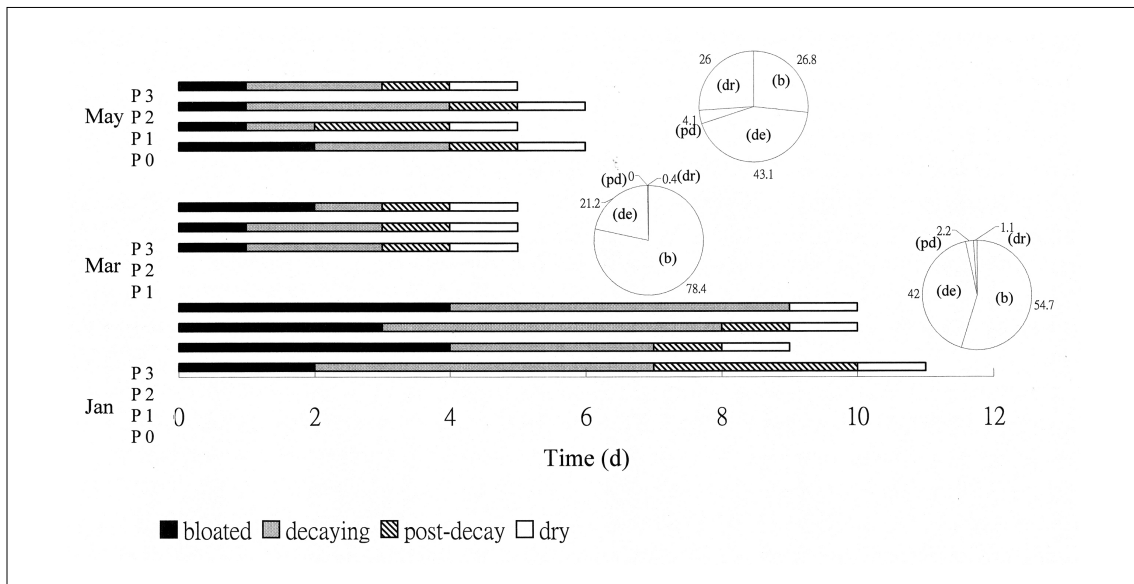 26
26.8
(dr)
(b)
P 3
May P 2
4.1
(pd)
(de)
P 1
P 0
43.1
(pd)
0
0.4
(dr)
21.2
(de)
(b)
78.4
P 3
Mar P 2
P 1
2.2
1.1
(pd)
(dr)
42
(de)
(b)
54.7
P 3
P 2
Jan P 1
P 0
0 2 4 6 8 10 12
Time (d)
bloated decaying post-decay dry